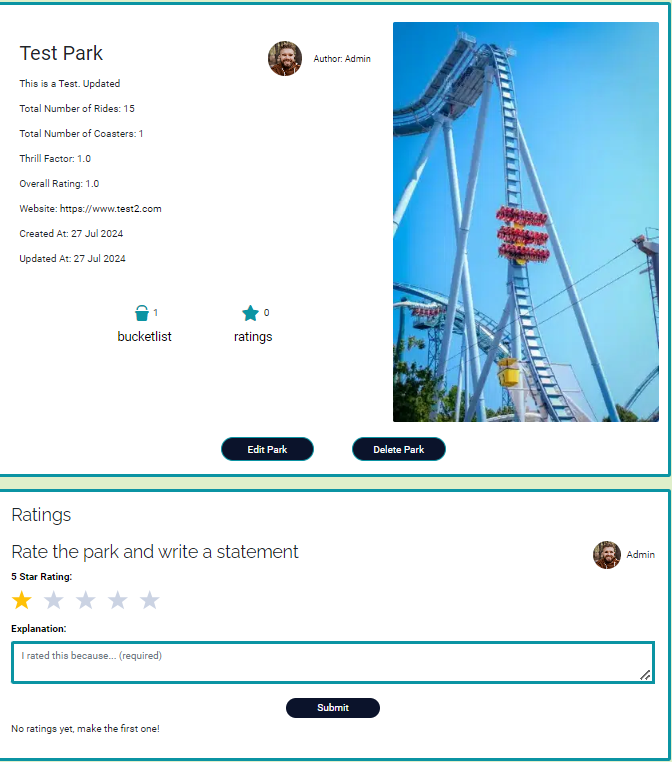 Test Park
Author: Admin
This is a Test. Updated
Total Number of Rides: 15
Total Number of Coasters: 1
Thrill Factor: 1.0
Overall Rating: 1.0
Website: https://www.test2.com
Created At: 27 Jul 2024
Updated At: 27 Jul 2024
1 0
bucketlist ratings
Edit Park Delete Park
Ratings
Rate the park and write a statement
Admin
5 Star Rating:
Explanation:
I rated this because... (required)
Submit
No ratings yet, make the first one!